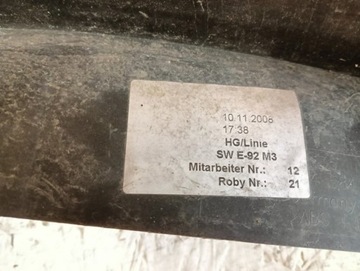 10.11.2008
17:38
HG/Linie
SW E-92 M3
Mitarbeiter Nr.: 12
Roby Nr.: 21